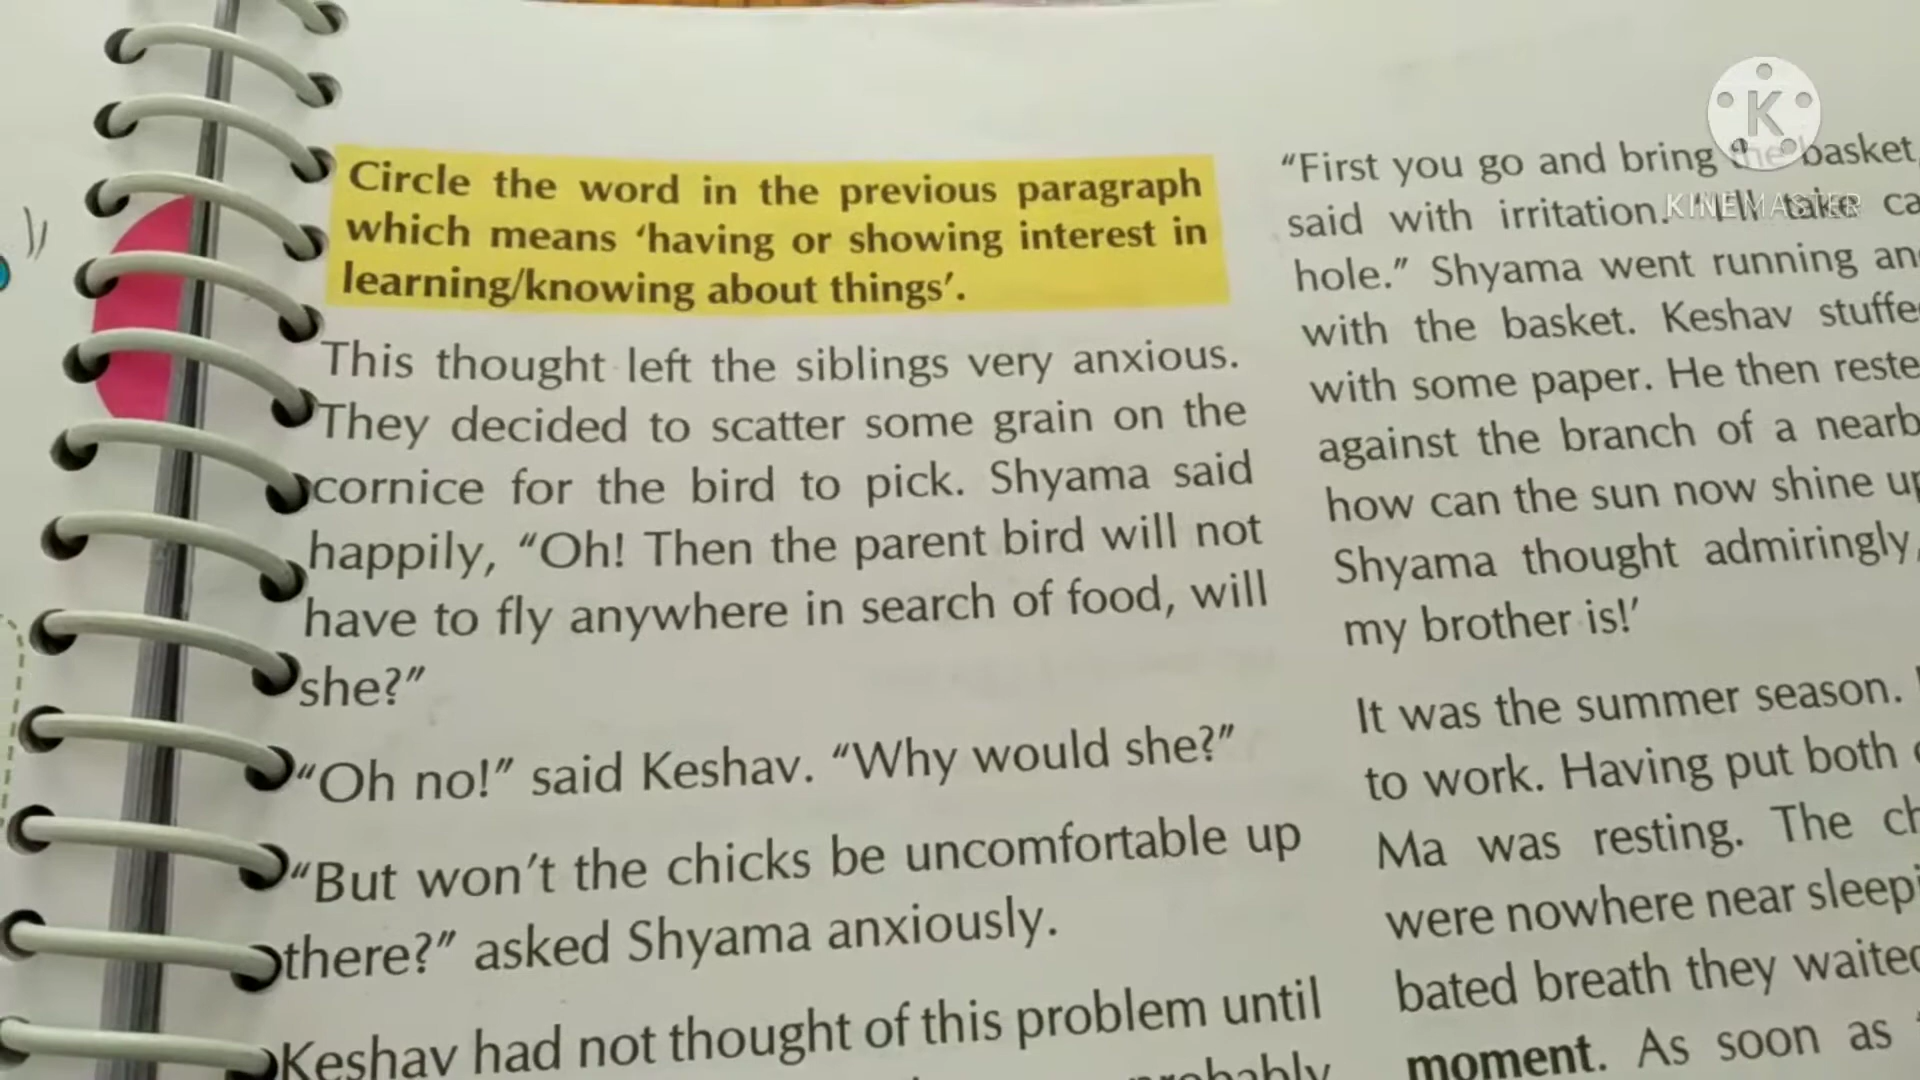 Circle the word in the previous paragraph
which means ‘having or showing interest in
learning/knowing about things’.
This thought left the siblings very anxious.
They decided to scatter some grain on the
cornice for the bird to pick. Shyama said
happily, “Oh! Then the parent bird will not
have to fly anywhere in search of food, will
she?”
“Oh no!” said Keshav. “Why would she?”
“But won’t the chicks be uncomfortable up
there?” asked Shyama anxiously.
Keshav had not thought of this problem until
“First you go and bring the basket,
said with irritation. “I’ll take
hole.” Shyama went running
with the basket. Keshav
with some paper. He then
against the branch of a
how can the sun now shine
Shyama thought admiringly,
my brother is!’
It was the summer season.
to work. Having put both
Ma was resting. The
were nowhere near
bated breath they
moment. As soon as
K
KINEMASTER